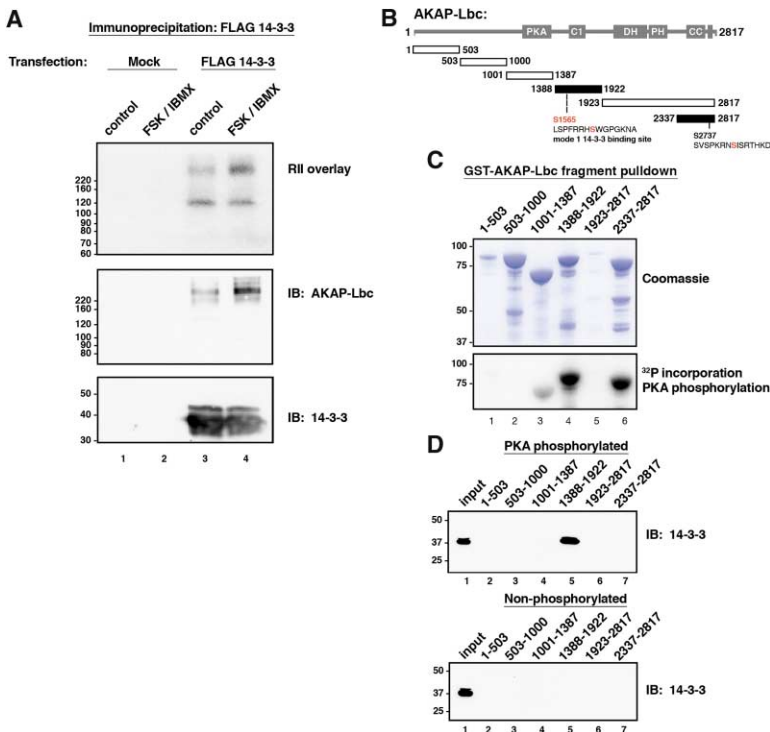 A
Immunoprecipitation: FLAG 14-3-3
Transfection: Mock FLAG 14-3-3
control FSK / IBMX control FSK / IBMX
RII overlay
220
160
120
90
80
70
60
IB: AKAP-Lbc
220
160
120
90
80
IB: 14-3-3
50
40
30
1 2 3 4
B
AKAP-Lbc:
1 PKA C1 DH PH CC 2817
1 503
503 1000
1001 1387
1388 1922
1923 2817
2337 2817
S1565
LSPFRRHSWGPGKNA
mode 1 14-3-3 binding site
S2737
SVSPKRNSISRTHKD
C
GST-AKAP-Lbc fragment pulldown
1-503 503-1000 1001-1387 1388-1922 1923-2817 2337-2817
100
75
50
37
Coomassie
100
75
32P incorporation
PKA phosphorylation
1 2 3 4 5 6
D
PKA phosphorylated
input 1-503 503-1000 1001-1387 1388-1922 1923-2817 2337-2817
50
37
25
IB: 14-3-3
1 2 3 4 5 6 7
Non-phosphorylated
input 1-503 503-1000 1001-1387 1388-1922 1923-2817 2337-2817
50
37
25
IB: 14-3-3
1 2 3 4 5 6 7